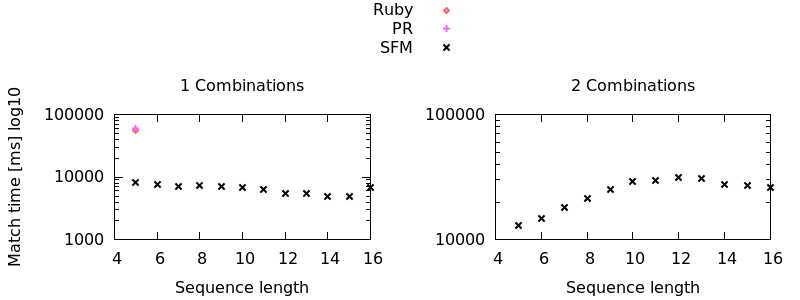 Ruby
PR
SFM
1 Combinations
2 Combinations
Match time [ms] log10
100000
10000
1000
4 6 8 10 12 14 16
Sequence length
100000
10000
4 6 8 10 12 14 16
Sequence length